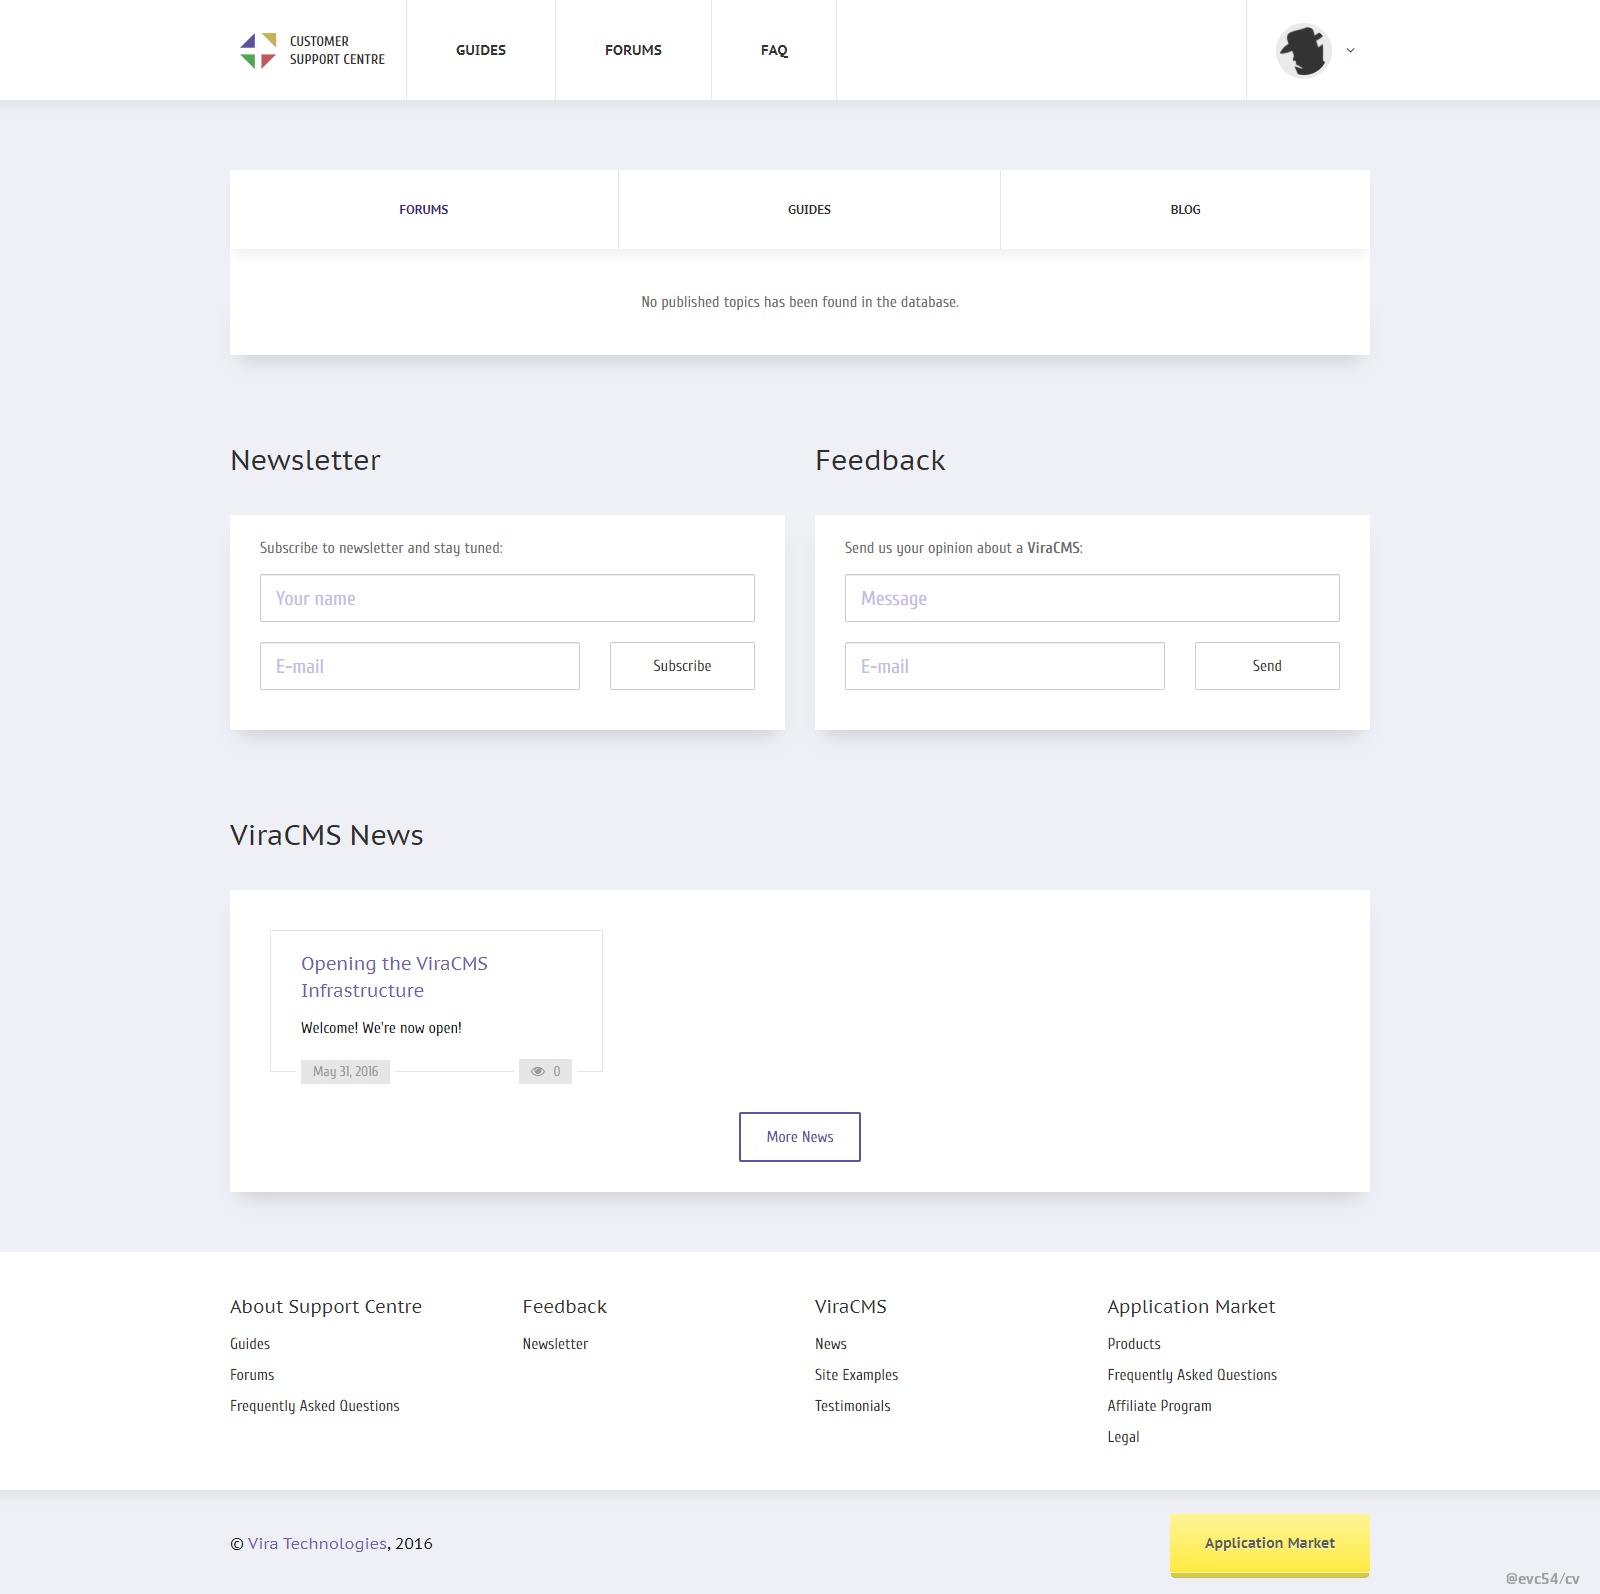 CUSTOMER
SUPPORT CENTRE
GUIDES
FORUMS
FAQ
FORUMS
GUIDES
BLOG
No published topics has been found in the database.
Newsletter
Subscribe to newsletter and stay tuned:
Your name
E-mail
Subscribe
Feedback
Send us your opinion about a ViraCMS:
Message
E-mail
Send
ViraCMS News
Opening the ViraCMS
Infrastructure
Welcome! We're now open!
May 31, 2016
0
More News
About Support Centre
Guides
Forums
Frequently Asked Questions
Feedback
Newsletter
ViraCMS
News
Site Examples
Testimonials
Application Market
Products
Frequently Asked Questions
Affiliate Program
Legal
© Vira Technologies, 2016
Application Market
@evc54/cv